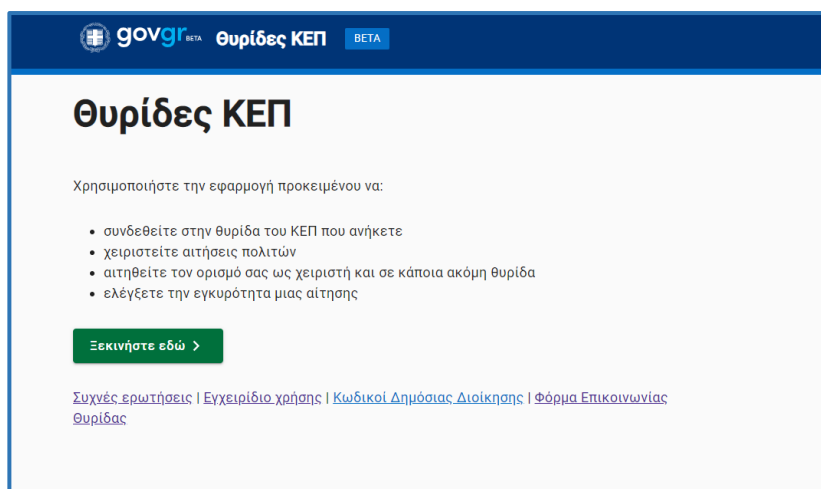 govgr BETA Θυρίδες ΚΕΠ BETA
Θυρίδες ΚΕΠ
Χρησιμοποιήστε την εφαρμογή προκειμένου να:
• συνδεθείτε στην θυρίδα του ΚΕΠ που ανήκετε
• χειριστείτε αιτήσεις πολιτών
• αιτηθείτε τον ορισμό σας ως χειριστή και σε κάποια ακόμη θυρίδα
• ελέγξετε την εγκυρότητα μιας αίτησης
Ξεκινήστε εδώ >
Συχνές ερωτήσεις | Εγχειρίδιο χρήσης | Κωδικοί Δημόσιας Διοίκησης | Φόρμα Επικοινωνίας
Θυρίδας